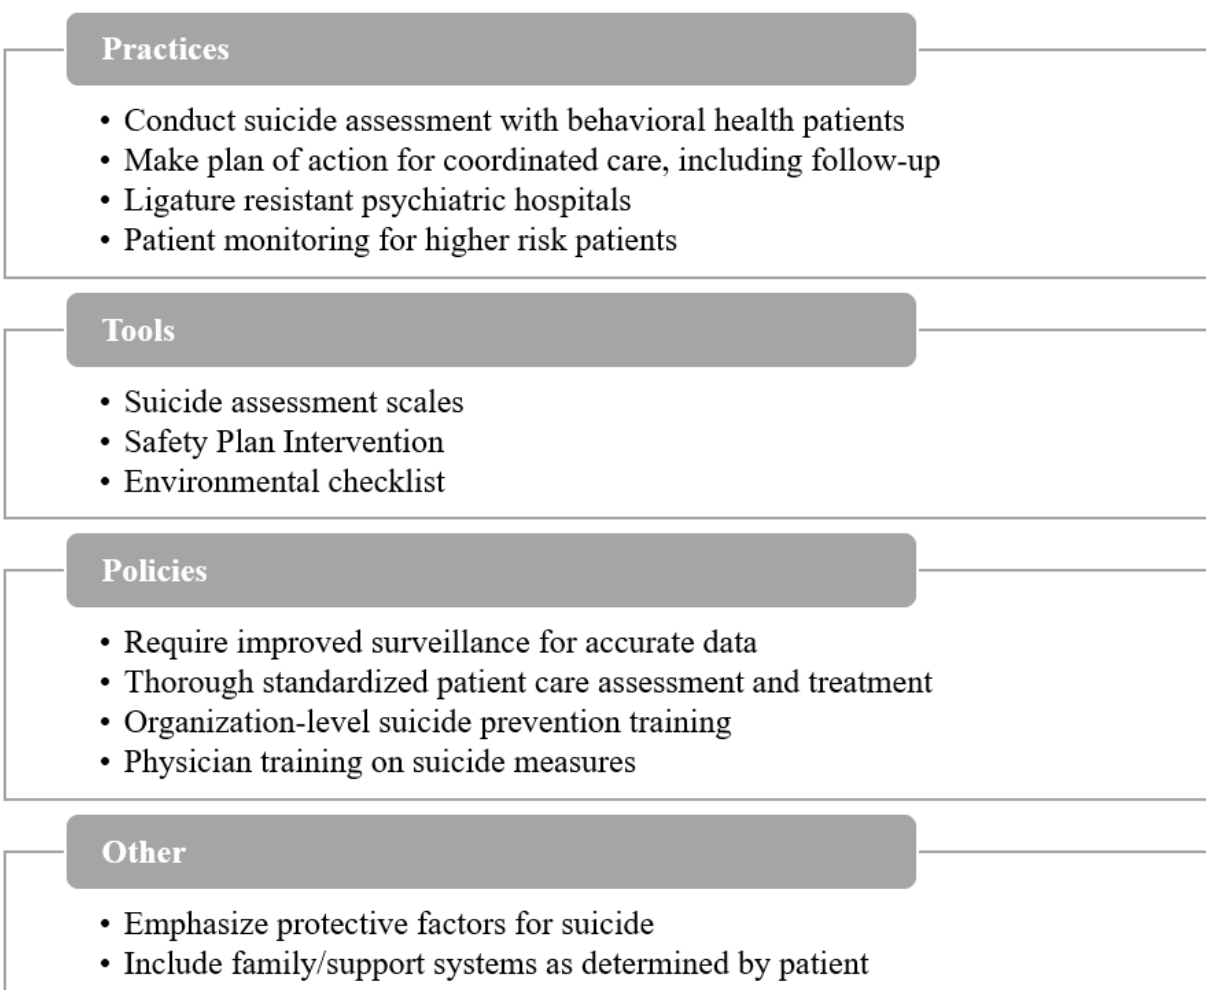 Practices
• Conduct suicide assessment with behavioral health patients
• Make plan of action for coordinated care, including follow-up
• Ligature resistant psychiatric hospitals
• Patient monitoring for higher risk patients
Tools
• Suicide assessment scales
• Safety Plan Intervention
• Environmental checklist
Policies
• Require improved surveillance for accurate data
• Thorough standardized patient care assessment and treatment
• Organization-level suicide prevention training
• Physician training on suicide measures
Other
• Emphasize protective factors for suicide
• Include family/support systems as determined by patient